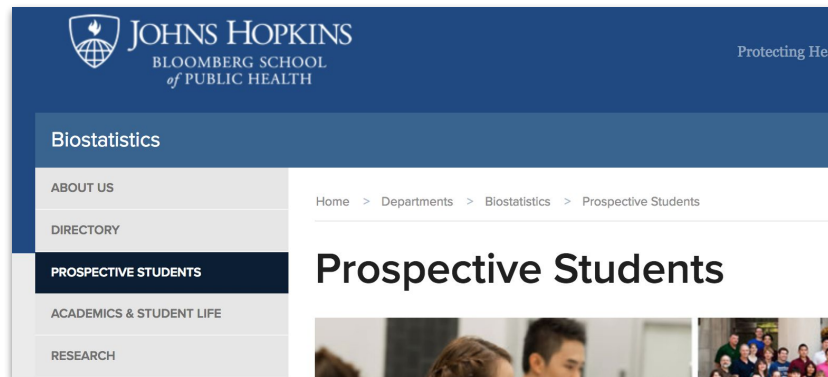 JOHNS HOPKINS
BLOOMBERG SCHOOL
of PUBLIC HEALTH
Protecting
Biostatistics
ABOUT US
DIRECTORY
PROSPECTIVE STUDENTS
ACADEMICS & STUDENT LIFE
RESEARCH
Home > Departments > Biostatistics > Prospective Students
Prospective Students